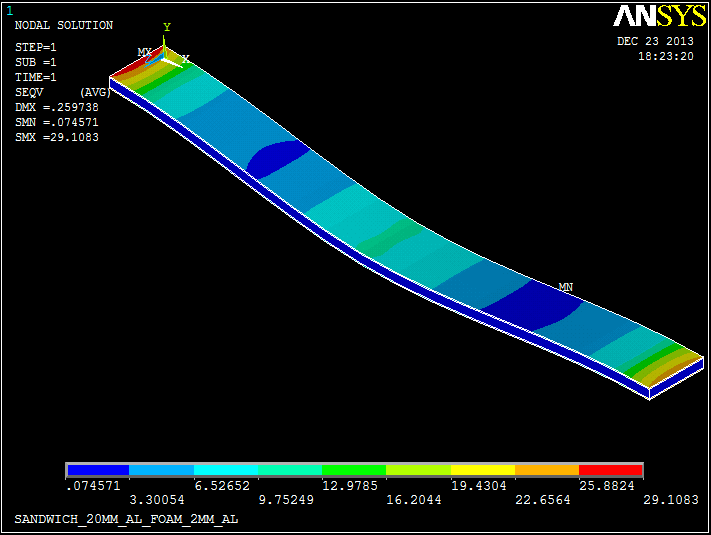 1
ANSYS
NODAL SOLUTION
DEC 23 2013
18:23:20
STEP=1
SUB =1
TIME=1
SEQV (AVG)
DMX =.259738
SMN =.074571
SMX =29.1083
Y
MX
X
MN
.074571 6.52652 12.9785 19.4304 25.8824
3.30054 9.75249 16.2044 22.6564 29.1083
SANDWICH_20MM_AL_FOAM_2MM_AL